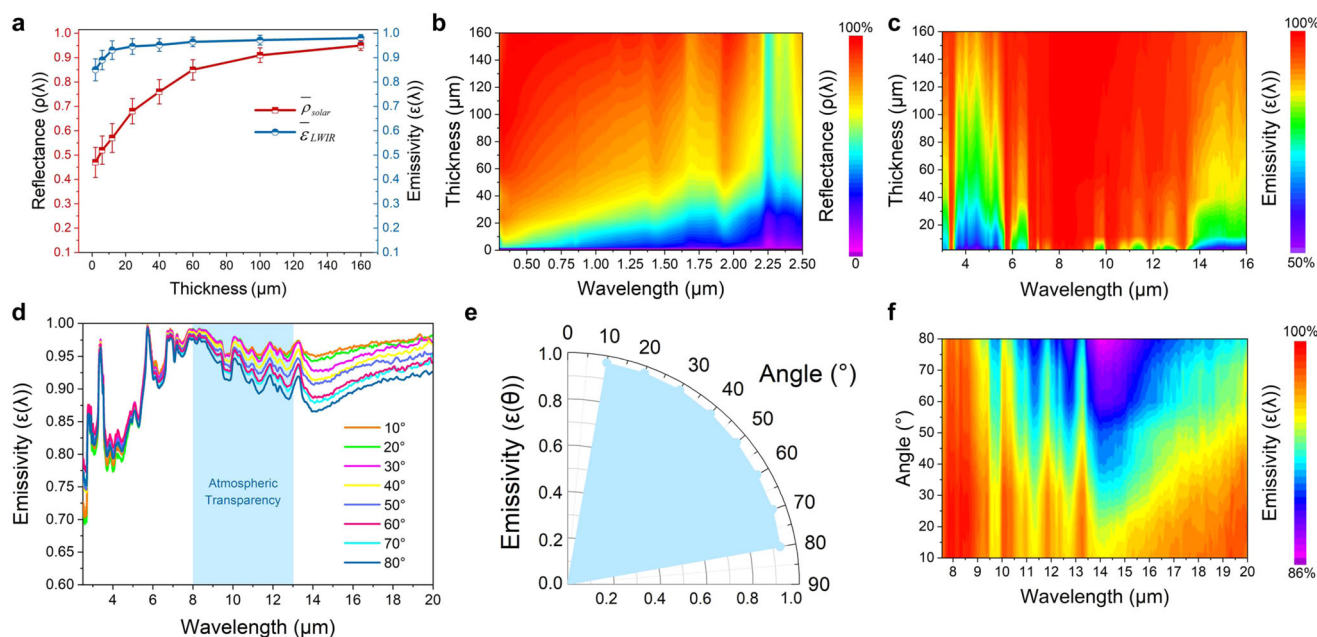 a
Reflectance (ρ(λ))
1.0
0.9
0.8
0.7
0.6
0.5
0.4
0.3
0.2
0.1
ρ̅solar
ε̅LWIR
0 20 40 60 80 100 120 140 160
Thickness (µm)
1.0
0.9
0.8
0.7
0.6
0.5
0.4
0.3
0.2
0.1
Emissivity (ε(λ))
b
Thickness (µm)
160
140
120
100
80
60
40
20
0
0.50 0.75 1.00 1.25 1.50 1.75 2.00 2.25 2.50
Wavelength (µm)
100%
Reflectance (ρ(λ))
0
c
Thickness (µm)
160
140
120
100
80
60
40
20
4 6 8 10 12 14 16
Wavelength (µm)
100%
Emissivity (ε(λ))
50%
d
Emissivity (ε(λ))
1.00
0.95
0.90
0.85
0.80
0.75
0.70
0.65
0.60
Atmospheric
Transparency
10°
20°
30°
40°
50°
60°
70°
80°
4 6 8 10 12 14 16 18 20
Wavelength (µm)
e
Emissivity (ε(θ))
1.0
0.8
0.6
0.4
0.2
0.0
0 10 20 30 40 50 60 70 80 90
Angle (°)
0.2 0.4 0.6 0.8 1.0
f
Angle (°)
80
70
60
50
40
30
20
10
8 9 10 11 12 13 14 15 16 17 18 19 20
Wavelength (µm)
100%
Emissivity (ε(λ))
86%